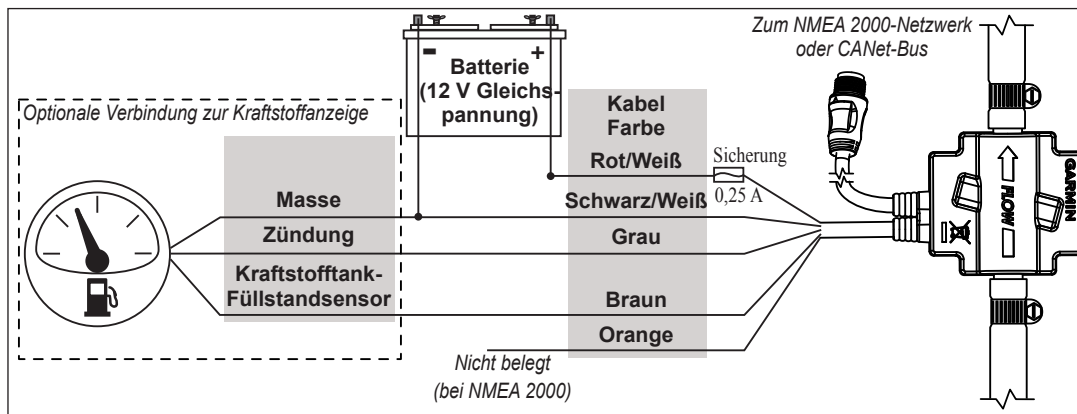 Zum NMEA 2000-Netzwerk
oder CANet-Bus
- +
Batterie
(12 V Gleichs-
pannung)
Optionale Verbindung zur Kraftstoffanzeige
Kabel
Farbe
Rot/Weiß
Sicherung
0,25 A
Masse
Schwarz/Weiß
Zündung
Grau
Kraftstofftank-
Füllstandsensor
Braun
Orange
Nicht belegt
(bei NMEA 2000)
FLOW
GARMIN